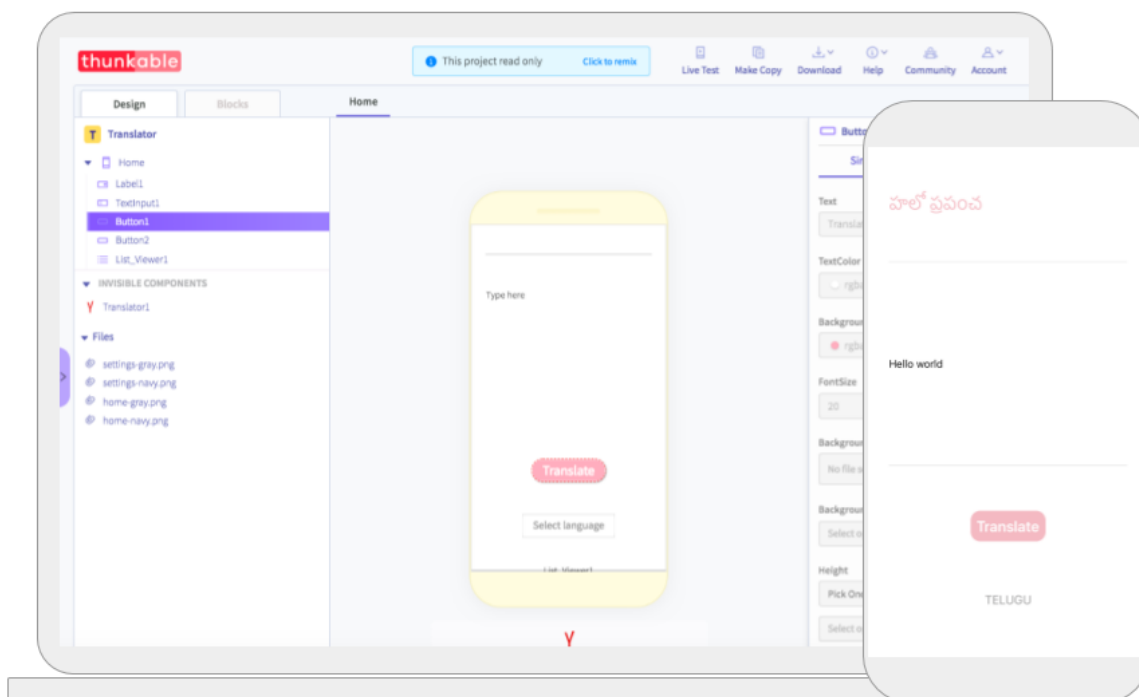 thunkable
This project read only Click to remix
Live Test Make Copy Download Help Community Account
Design Blocks Home
T Translator
Home
Label1
TextInput1
Button1
Button2
List_Viewer1
INVISIBLE COMPONENTS
Translator1
Files
settings-gray.png
settings-navy.png
home-gray.png
home-navy.png
Type here
Translate
Select language
List_Viewer1
Text
TextColor
FontSize
20
No file
Height
Pick One
హలో ప్రపంచ
Hello world
Translate
TELUGU